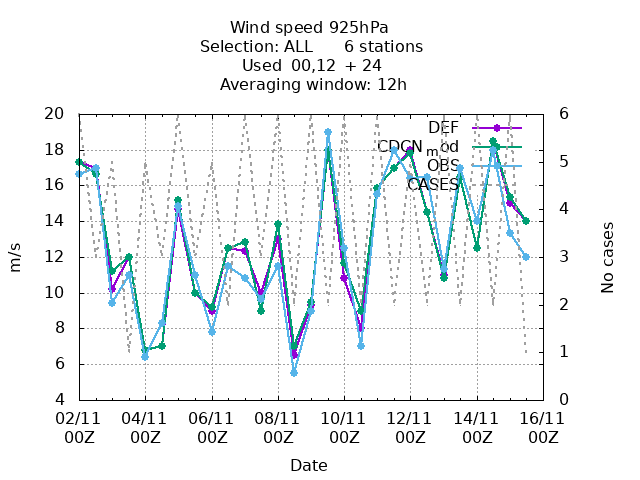 Wind speed 925hPa
Selection: ALL      6 stations
Used  00,12  + 24
Averaging window: 12h
DEF
CDCN_mod
OBS
CASES
m/s
No cases
20
18
16
14
12
10
8
6
4
6
5
4
3
2
1
0
02/11 04/11 06/11 08/11 10/11 12/11 14/11 16/11
00Z 00Z 00Z 00Z 00Z 00Z 00Z 00Z
Date